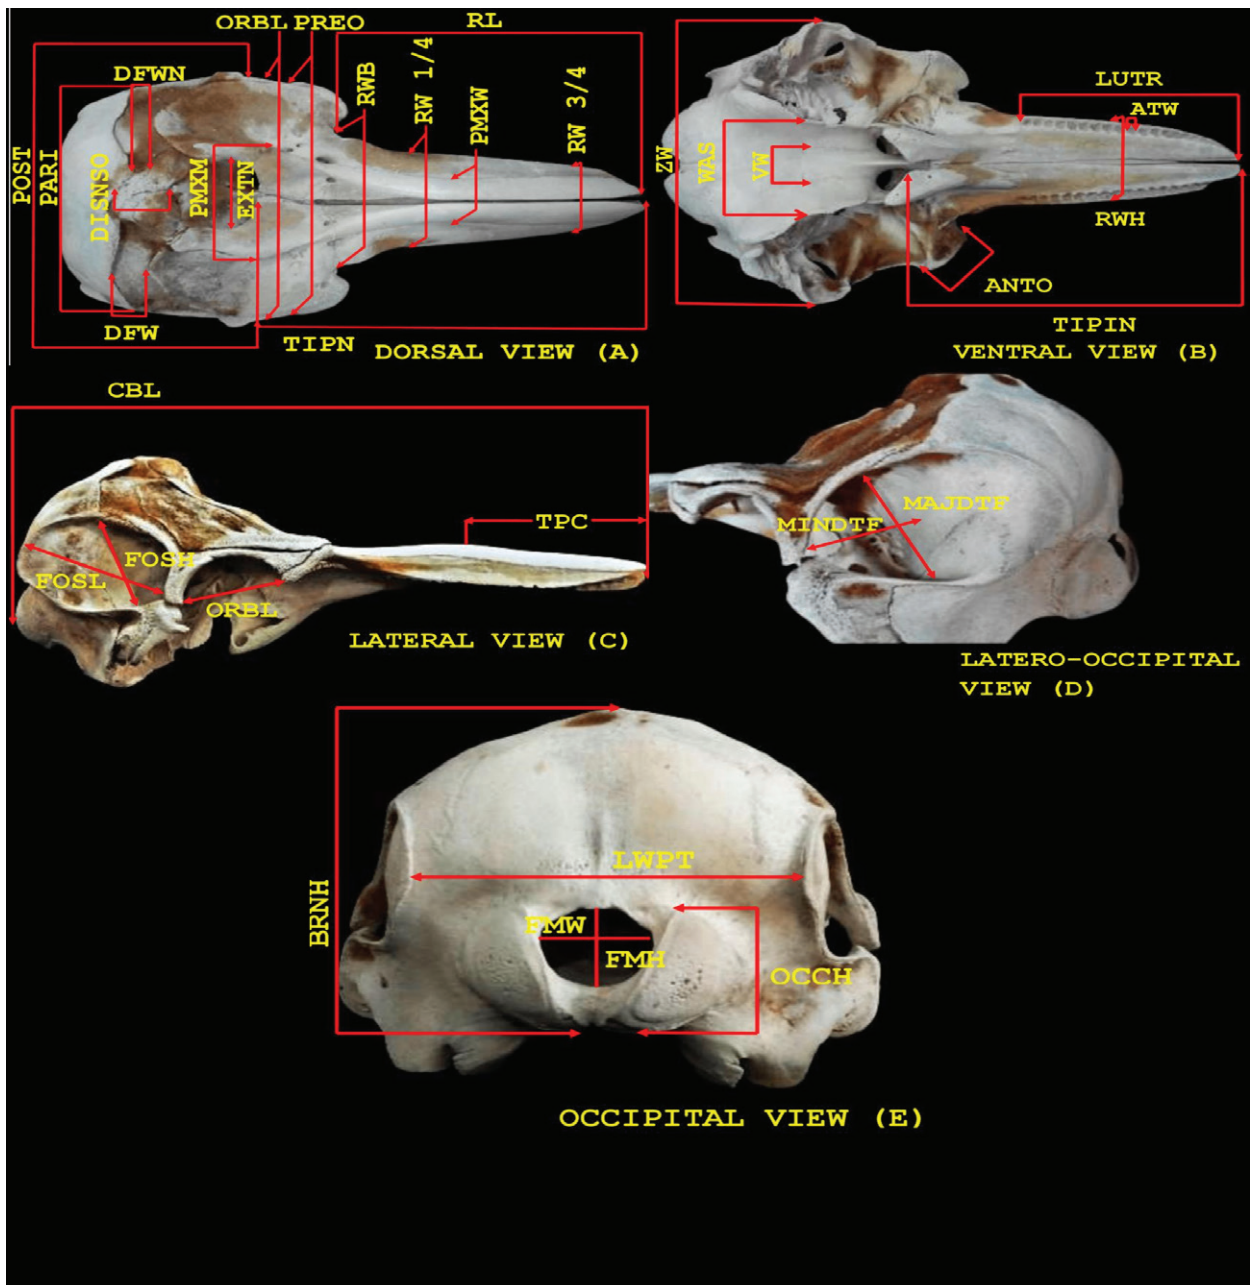 ORBL PREO RL
DFWN
RWB
RW 1/4
PMXW
RW 3/4
POST
PARI
DISNSO
PMXM
EXTN
DFW
TIPN
DORSAL VIEW (A)
LUTR
ATW
ZW
WAS
VW
RWH
ANTO
TIPIN
VENTRAL VIEW (B)
CBL
TPC
FOSH
FOSL
ORBL
LATERAL VIEW (C)
MAJDTF
MINDTF
LATERO-OCCIPITAL
VIEW (D)
LWPT
BRNH
FMW
FMH
OCCH
OCCIPITAL VIEW (E)